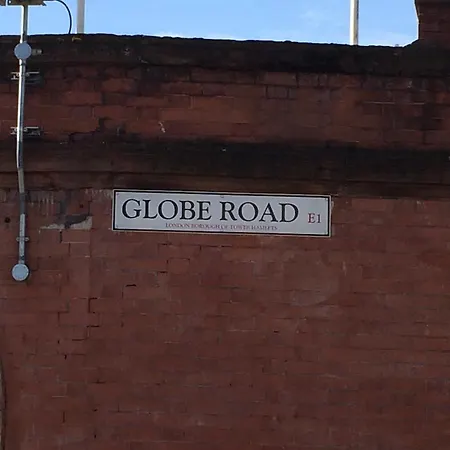 GLOBE ROAD E1
LONDON BOROUGH OF TOWER HAMLETS